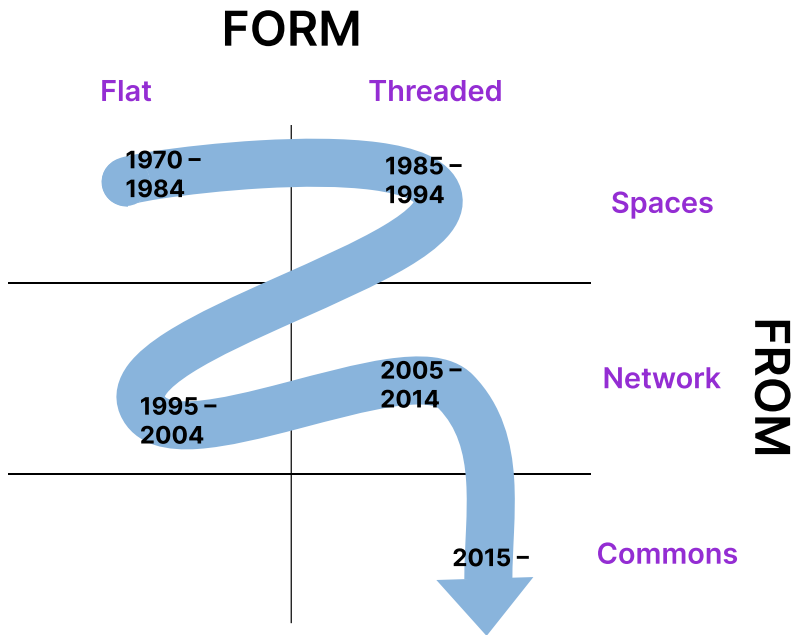 FORM
Flat
Threaded
1970 –
1984
1985 –
1994
Spaces
FROM
Network
2005 –
2014
1995 –
2004
Commons
2015 –